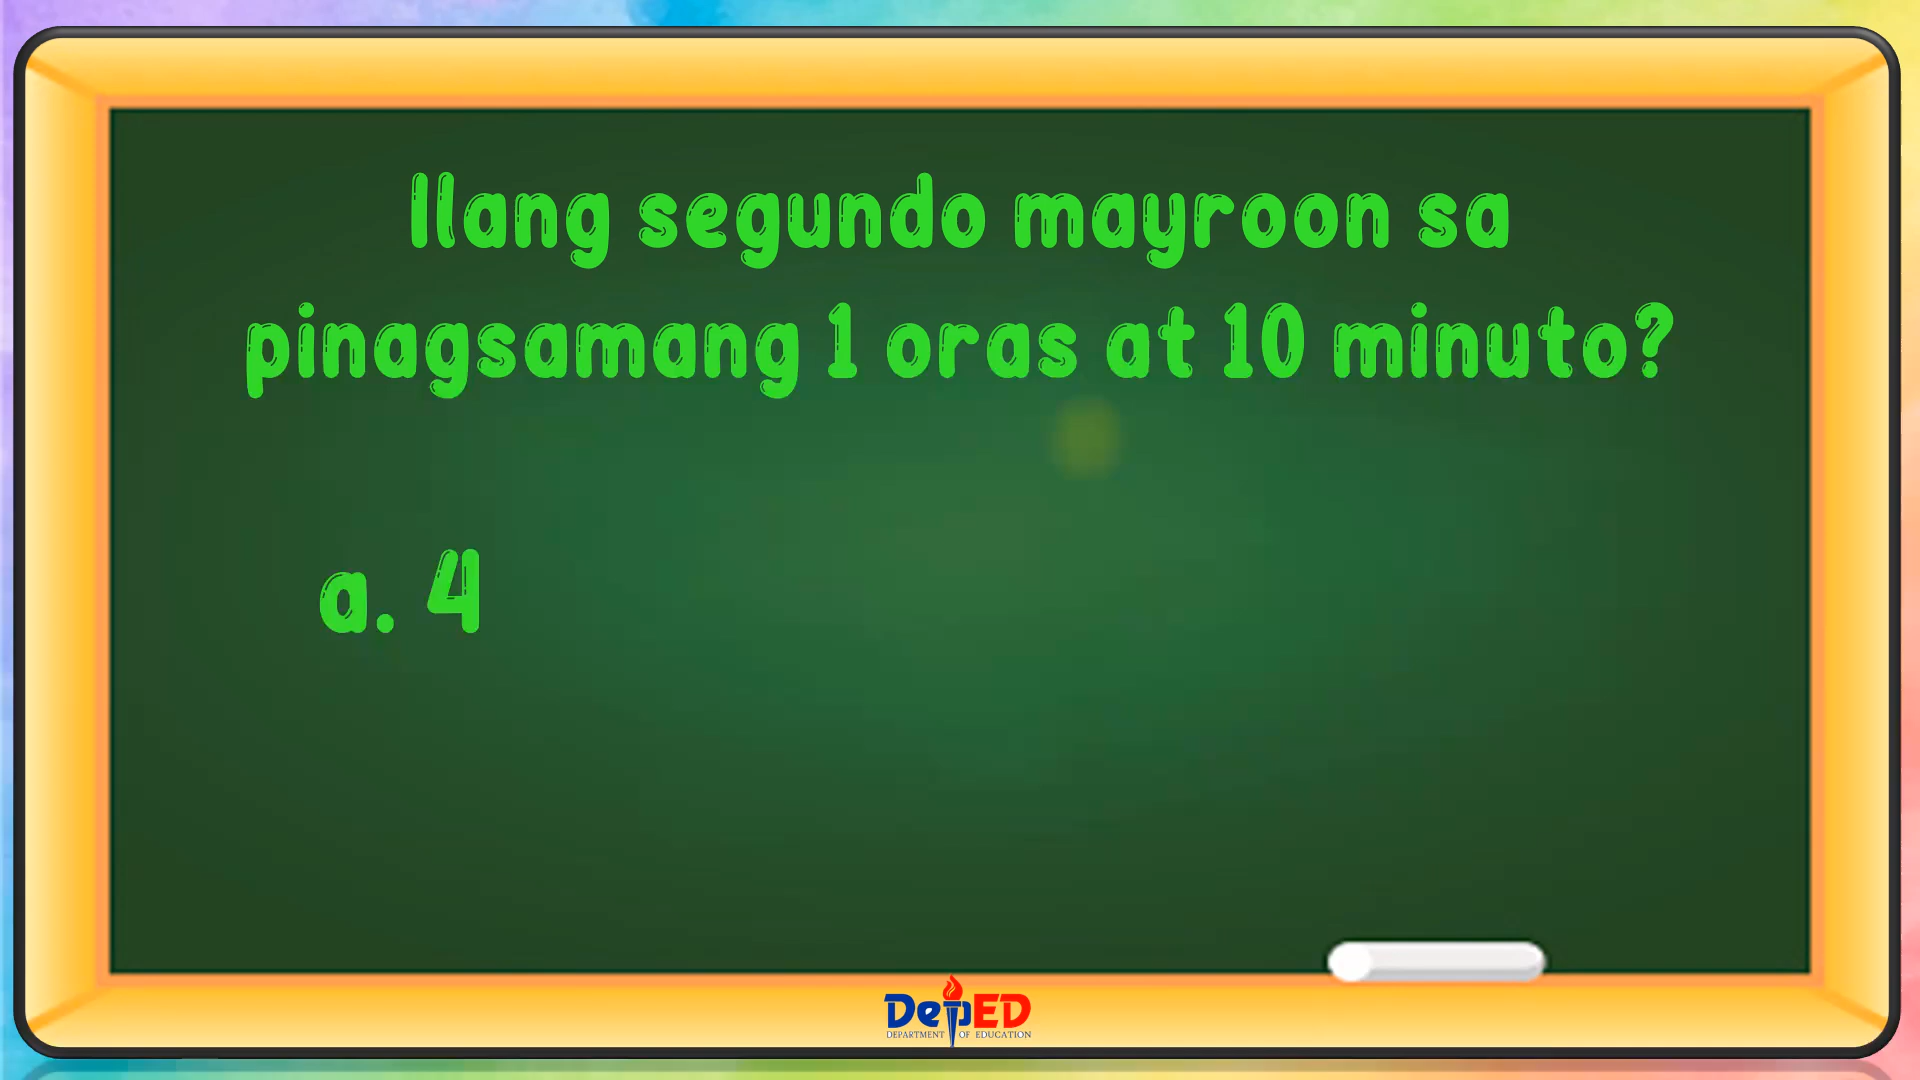 Ilang segundo mayroon sa
pinagsamang 1 oras at 10 minuto?
a. 4
DepED
DEPARTMENT OF EDUCATION